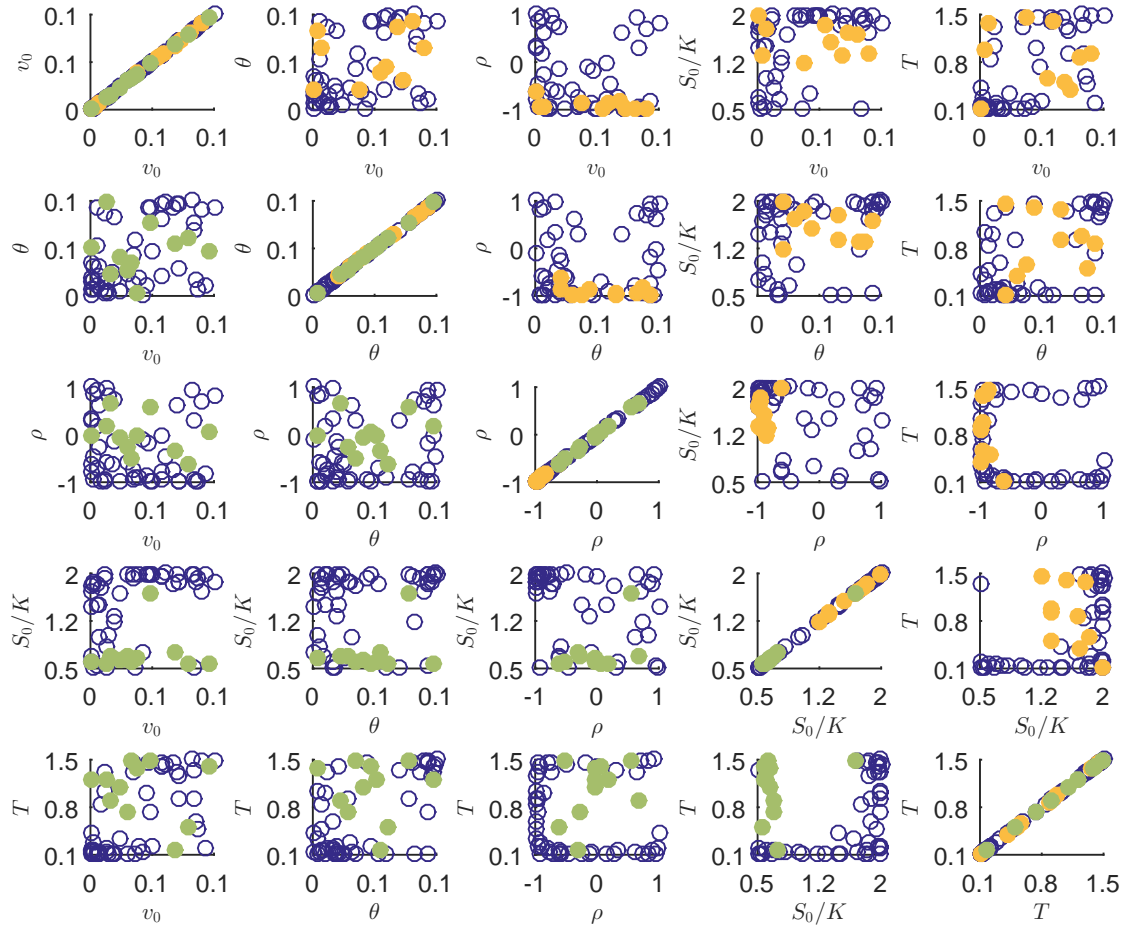 v₀ 0.1 0.1 0 0 0.1 0.1 v₀
θ 0.1 0.1 0 0 0.1 0.1 v₀
ρ 1 0 -1 0 0.1 0.1 v₀
S₀/K 2 1.2 0.5 0 0.1 0.1 v₀
T 1.5 0.8 0.1 0 0.1 0.1 v₀
θ 0.1 0.1 0 0 0.1 0.1 v₀
θ 0.1 0.1 0 0 0.1 0.1 θ
ρ 1 0 -1 0 0.1 0.1 θ
S₀/K 2 1.2 0.5 0 0.1 0.1 θ
T 1.5 0.8 0.1 0 0.1 0.1 θ
ρ 1 0 -1 0 0.1 0.1 v₀
ρ 1 0 -1 0 0.1 0.1 θ
ρ 1 0 -1 -1 0 1 ρ
S₀/K 2 1.2 0.5 -1 0 1 ρ
T 1.5 0.8 0.1 -1 0 1 ρ
S₀/K 2 1.2 0.5 0 0.1 0.1 v₀
S₀/K 2 1.2 0.5 0 0.1 0.1 θ
S₀/K 2 1.2 0.5 -1 0 1 ρ
S₀/K 2 1.2 0.5 0.5 1.2 2 S₀/K
T 1.5 0.8 0.1 0.5 1.2 2 S₀/K
T 1.5 0.8 0.1 0 0.1 0.1 v₀
T 1.5 0.8 0.1 0 0.1 0.1 θ
T 1.5 0.8 0.1 -1 0 1 ρ
T 1.5 0.8 0.1 0.5 1.2 2 S₀/K
T 1.5 0.8 0.1 0.1 0.8 1.5 T